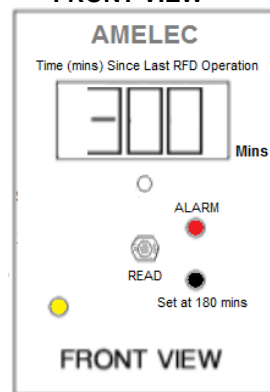 FRONT VIEW
AMELEC
Time (mins) Since Last RFD Operation
300
Mins
ALARM
READ
Set at 180 mins
FRONT VIEW